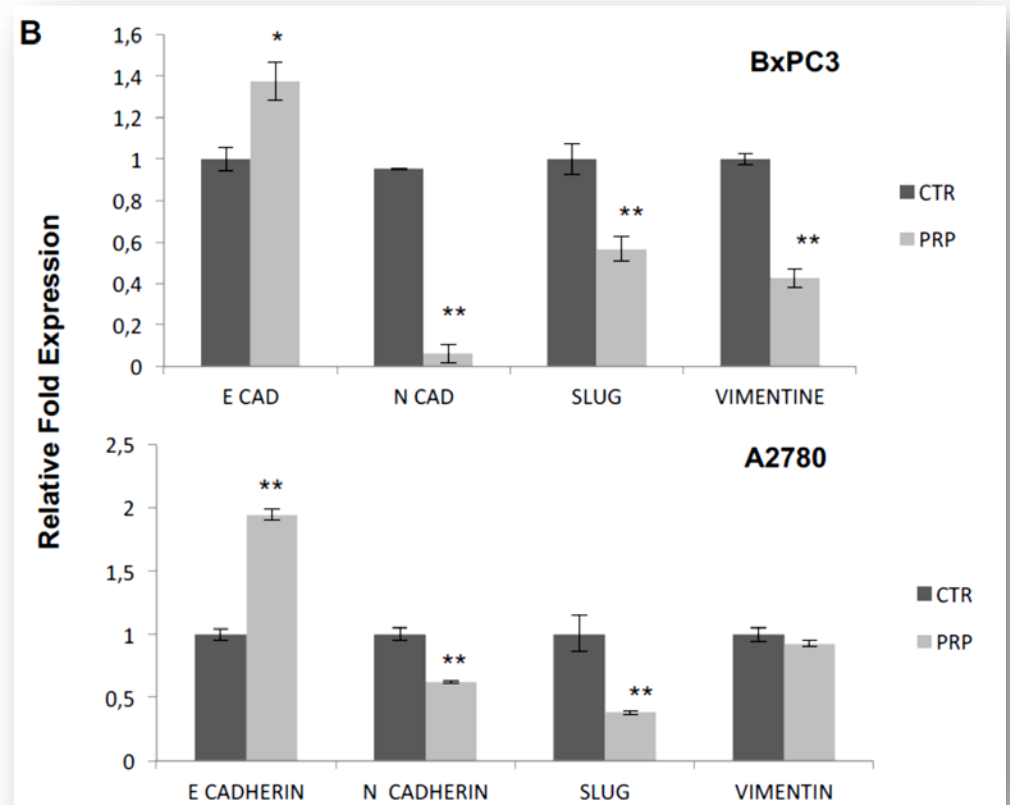 B
Relative Fold Expression
BxPC3
1,6
1,4
1,2
1
0,8
0,6
0,4
0,2
0
*
**
**
**
E CAD
N CAD
SLUG
VIMENTINE
CTR
PRP
A2780
2,5
2
1,5
1
0,5
0
**
**
**
E CADHERIN
N CADHERIN
SLUG
VIMENTIN
CTR
PRP